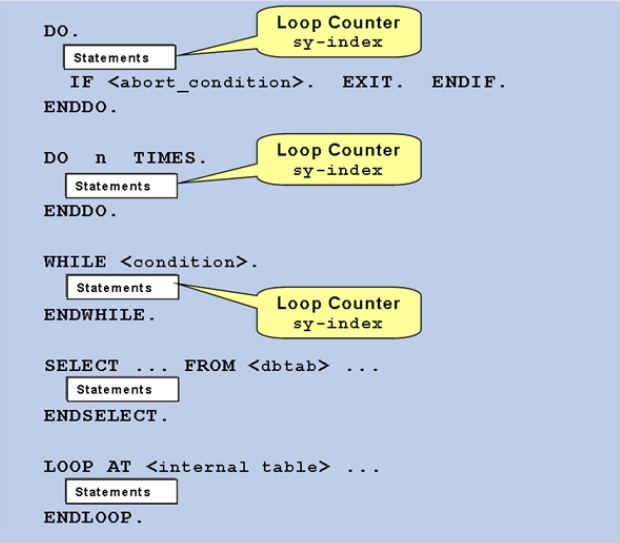 DO.
Loop Counter
sy-index
Statements
IF <abort_condition>. EXIT. ENDIF.
ENDDO.
DO n TIMES.
Loop Counter
sy-index
Statements
ENDDO.
WHILE <condition>.
Statements
Loop Counter
sy-index
ENDWHILE.
SELECT ... FROM <dbtab> ...
Statements
ENDSELECT.
LOOP AT <internal table> ...
Statements
ENDLOOP.